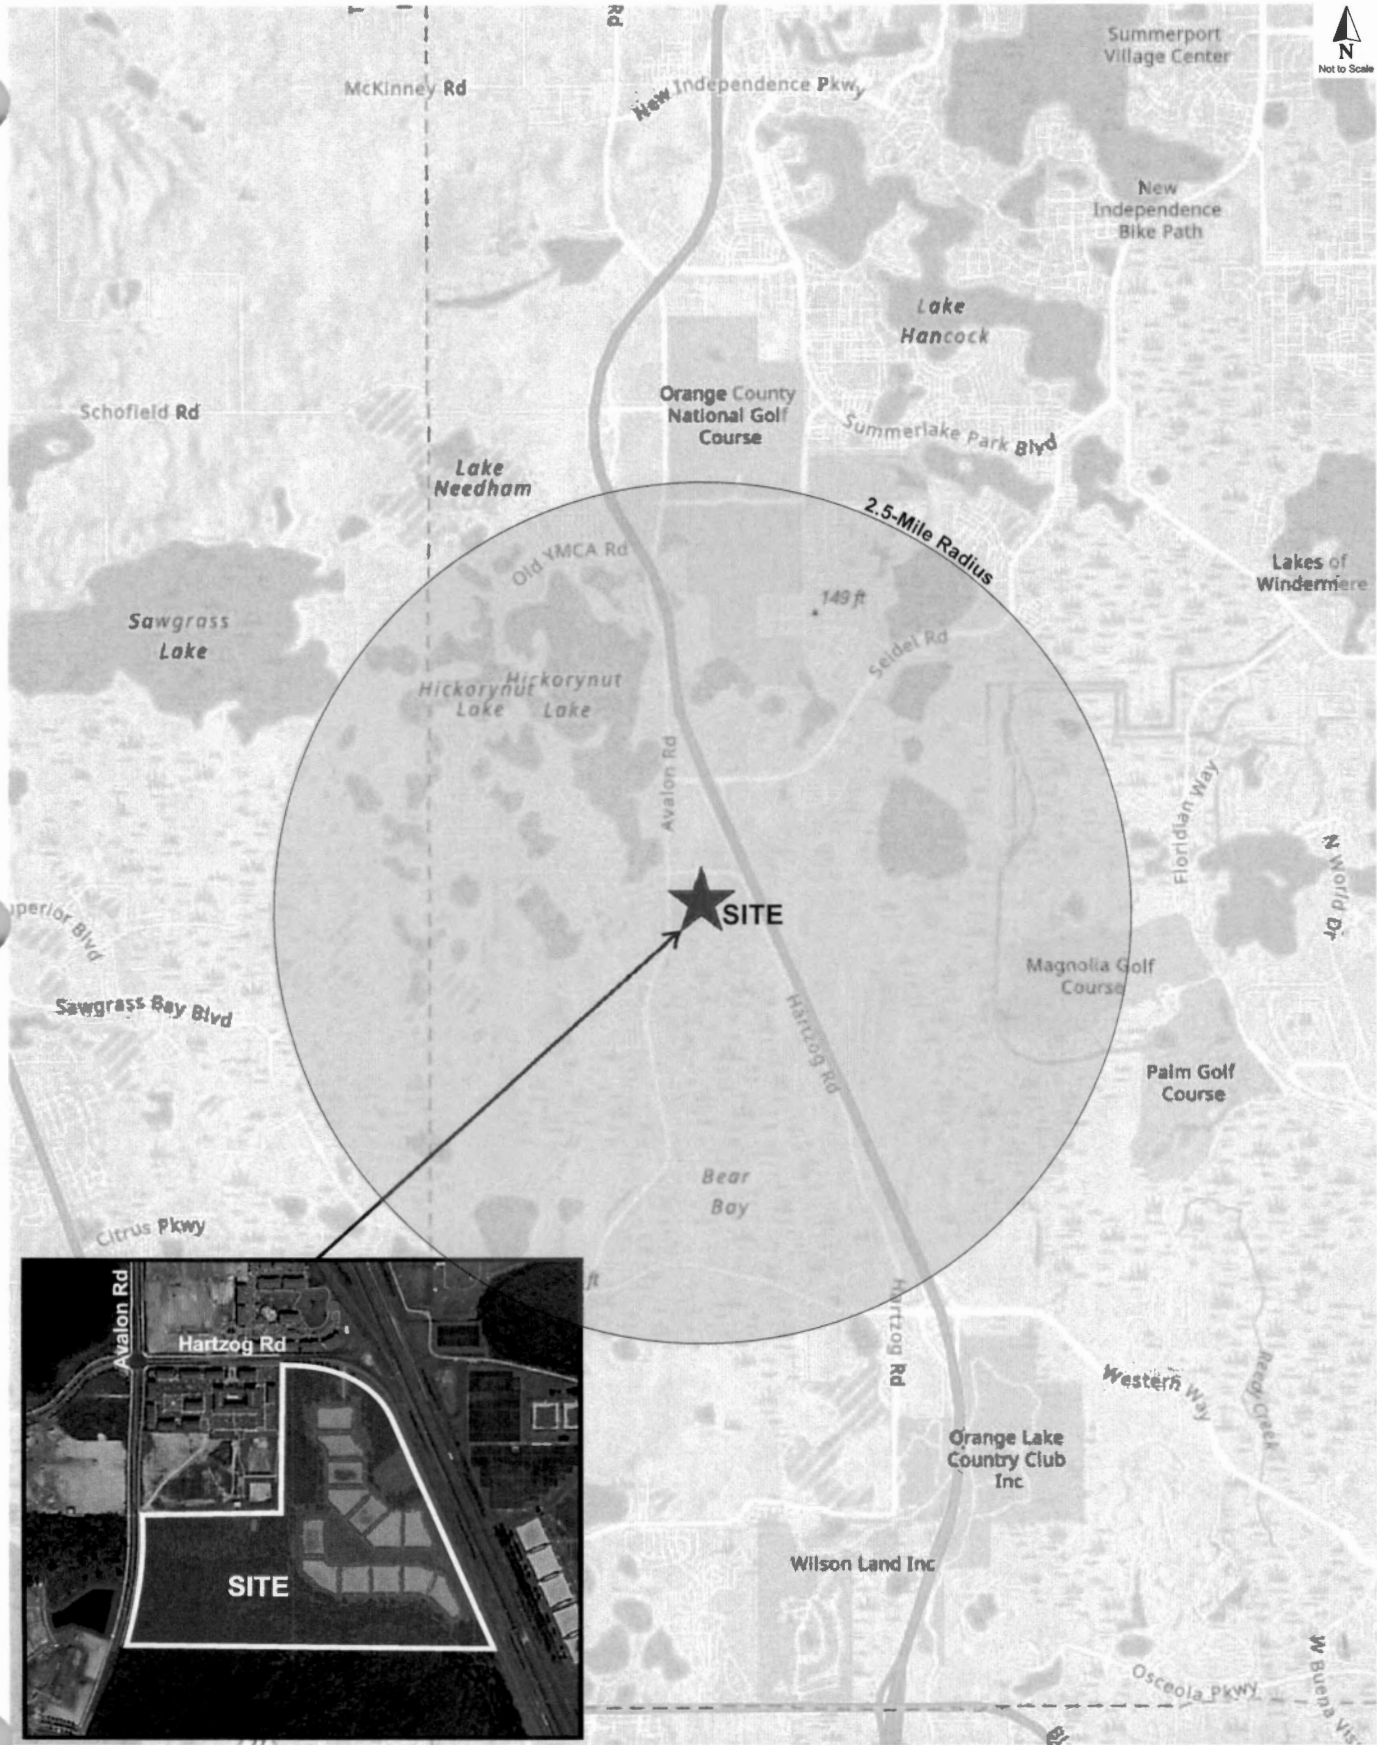 Rd
Summerport
Village Center
N
Not to Scale
McKinney Rd
New Independence Pkwy
New
Independence
Bike Path
Lake
Hancock
Orange County
National Golf
Course
Schofield Rd
Summerlake Park Blvd
Lake
Needham
2.5-Mile Radius
Old YMCA Rd
Lakes of
Windermere
149 ft
Sawgrass
Lake
Seidel Rd
Hickorynut
Lake
Hickorynut
Lake
Avalon Rd
Floridian Way
N World Dr
SITE
Superior Blvd
Magnolia Golf
Course
Sawgrass Bay Blvd
Hartzog Rd
Palm Golf
Course
Bear
Bay
Citrus Pkwy
ft
Avalon Rd
Hartzog Rd
Hartzog Rd
Western Way
Reedy Creek
Orange Lake
Country Club
Inc
Wilson Land Inc
SITE
Osceola Pkwy
W Buena Vis